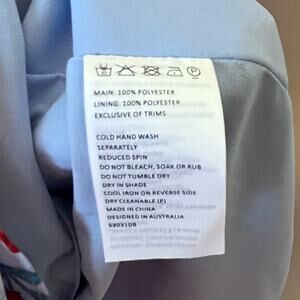 MAIN: 100% POLYESTER
LINING: 100% POLYESTER
EXCLUSIVE OF TRIMS
COLD HAND WASH
SEPARATELY
REDUCED SPIN
DO NOT BLEACH, SOAK OR RUB
DO NOT TUMBLE DRY
DRY IN SHADE
COOL IRON ON REVERSE SIDE
DRY CLEANABLE (P)
MADE IN CHINA
DESIGNED IN AUSTRALIA